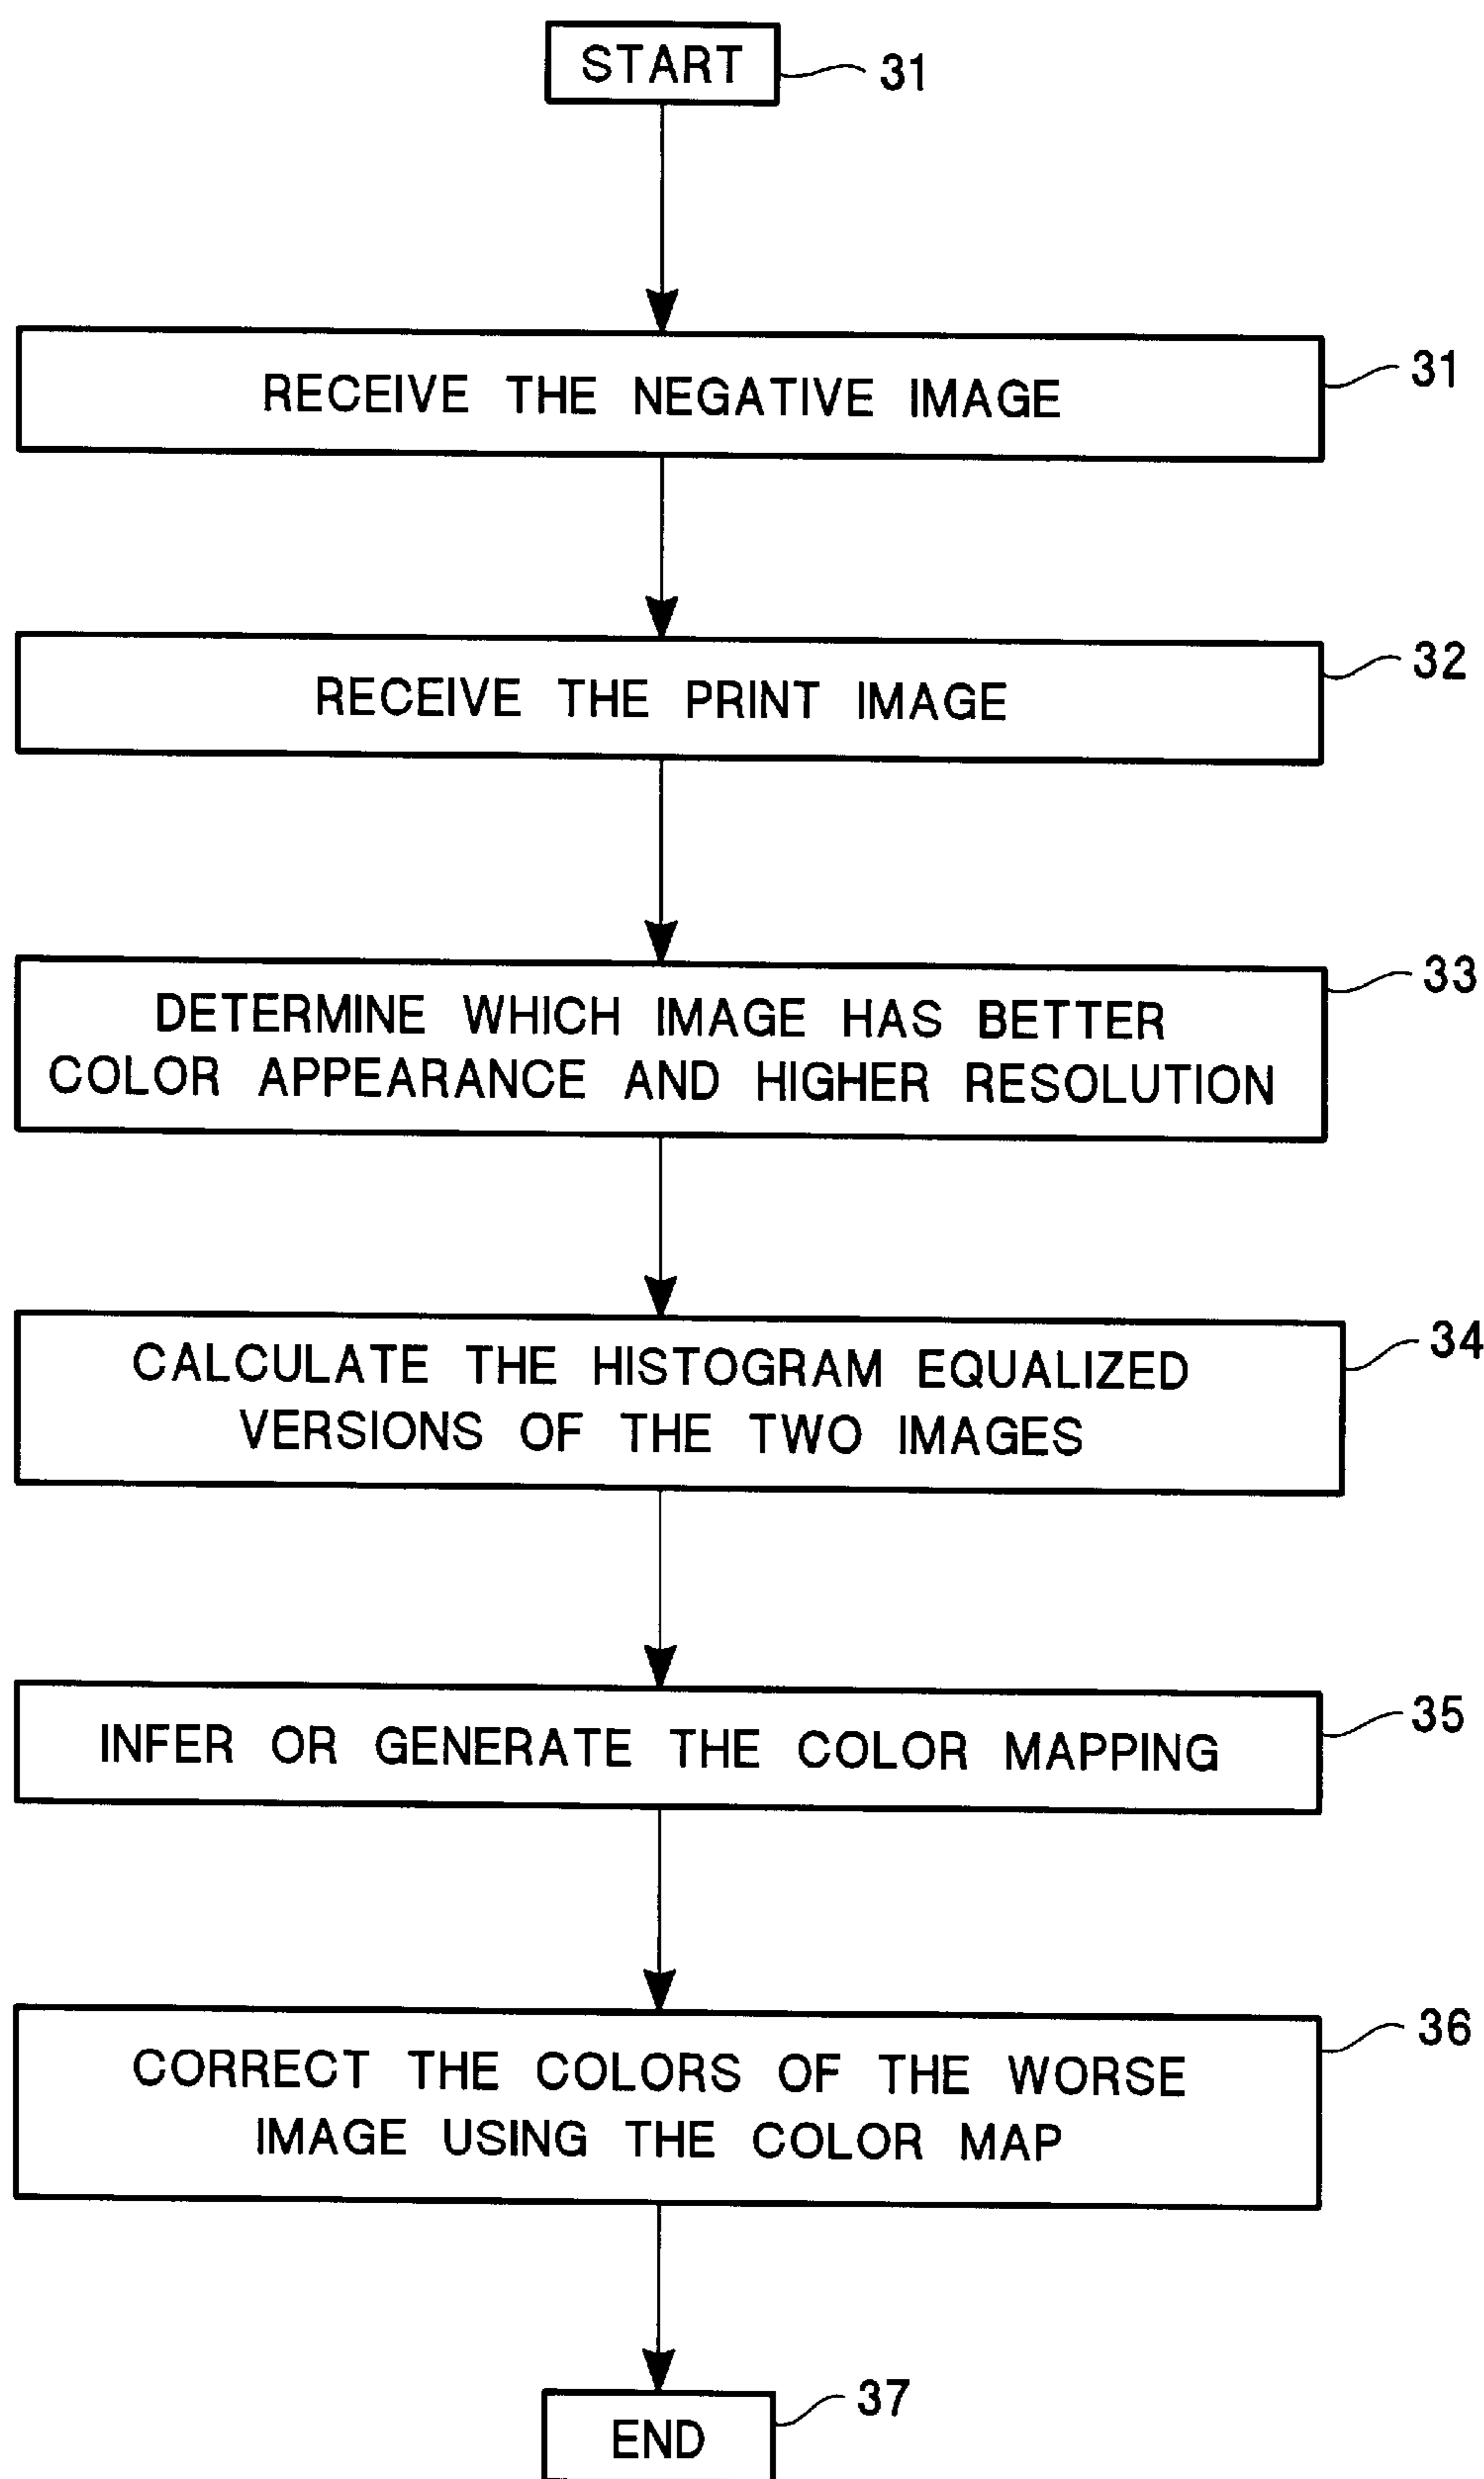 START 31
RECEIVE THE NEGATIVE IMAGE 31
RECEIVE THE PRINT IMAGE 32
DETERMINE WHICH IMAGE HAS BETTER 33
COLOR APPEARANCE AND HIGHER RESOLUTION
CALCULATE THE HISTOGRAM EQUALIZED 34
VERSIONS OF THE TWO IMAGES
INFER OR GENERATE THE COLOR MAPPING 35
CORRECT THE COLORS OF THE WORSE 36
IMAGE USING THE COLOR MAP
END 37